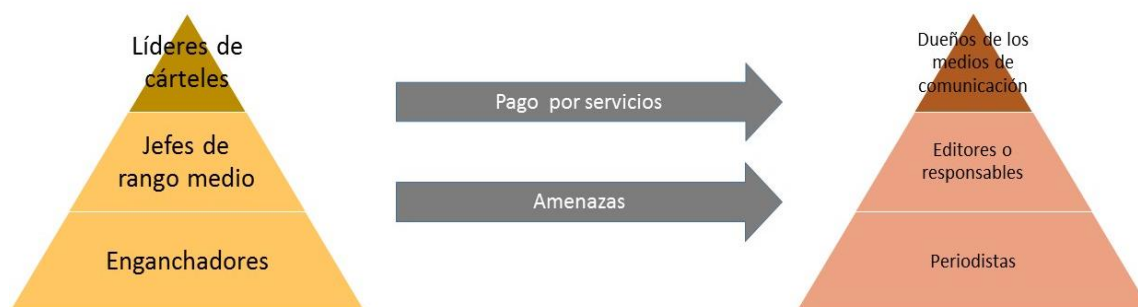 Líderes de
cárteles
Jefes de
rango medio
Enganchadores
Pago por servicios
Amenazas
Dueños de los
medios de
comunicación
Editores o
responsables
Periodistas